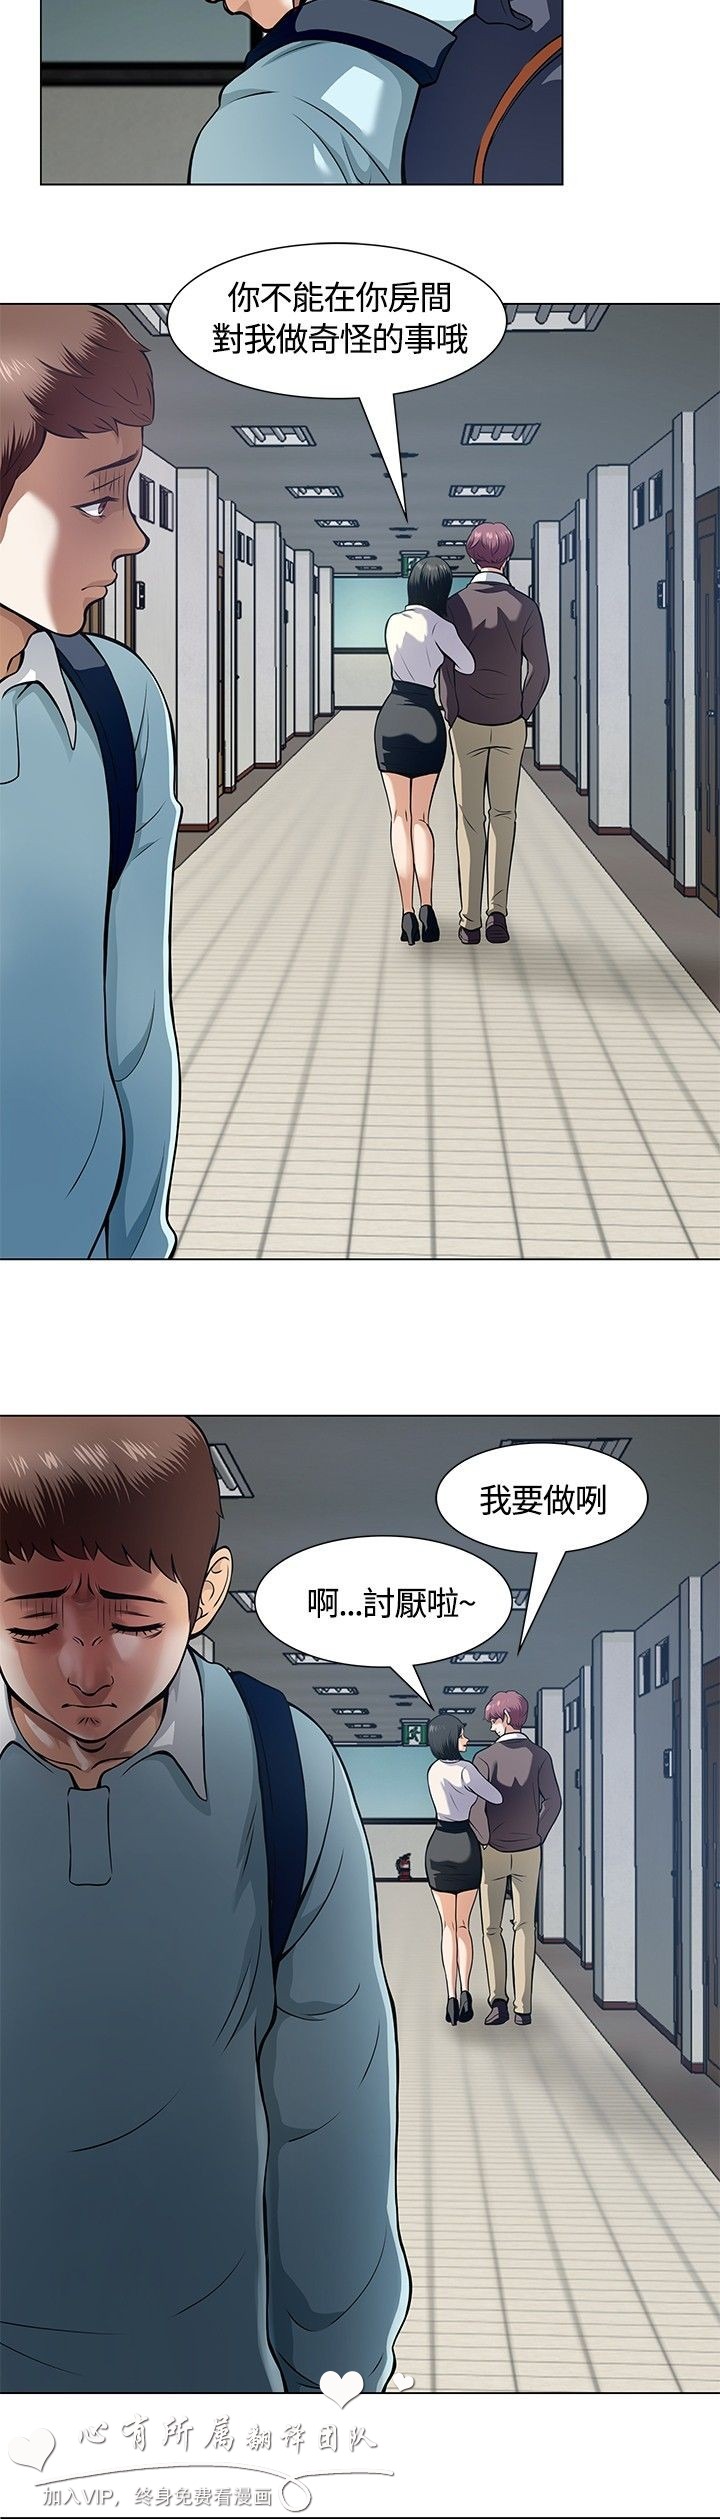 你不能在你房間
對我做奇怪的事哦
我要做咧
啊...討厭啦~
心有所属翻译团队
加入VIP，终身免费看漫画